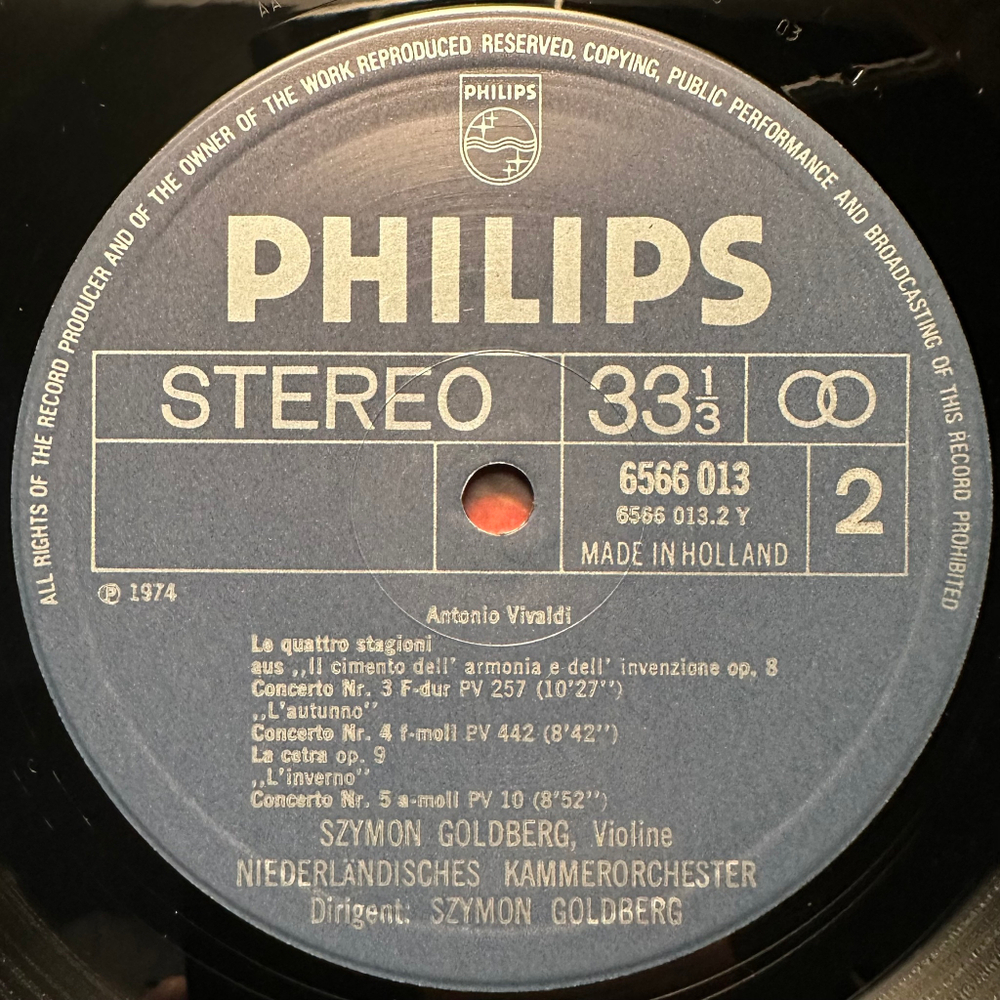 ALL RIGHTS OF THE RECORD PRODUCER AND OF THE OWNER OF THE WORK REPRODUCED RESERVED. COPYING, PUBLIC PERFORMANCE AND BROADCASTING OF THIS RECORD PROHIBITED
PHILIPS
PHILIPS
STEREO
33 1/3
6566 013
6566 013.2 Y
MADE IN HOLLAND
2
Ⓟ 1974
Antonio Vivaldi
Le quattro stagioni
aus „Il cimento dell' armonia e dell' invenzione op. 8
Concerto Nr. 3 F-dur PV 257 (10'27'')
„L'autunno''
Concerto Nr. 4 f-moll PV 442 (8'42'')
La cetra op. 9
„L'inverno''
Concerto Nr. 5 a-moll PV 10 (8'52'')
SZYMON GOLDBERG, Violine
NIEDERLÄNDISCHES KAMMERORCHESTER
Dirigent: SZYMON GOLDBERG